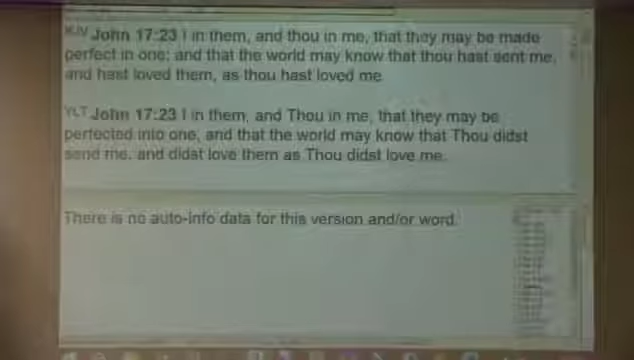 KJV John 17:23 I in them, and thou in me, that they may be made
perfect in one; and that the world may know that thou hast sent me,
and hast loved them, as thou hast loved me.
YLT John 17:23 I in them, and Thou in me, that they may be
perfected into one, and that the world may know that Thou didst
send me, and didst love them as Thou didst love me.
There is no auto-info data for this version and/or word.